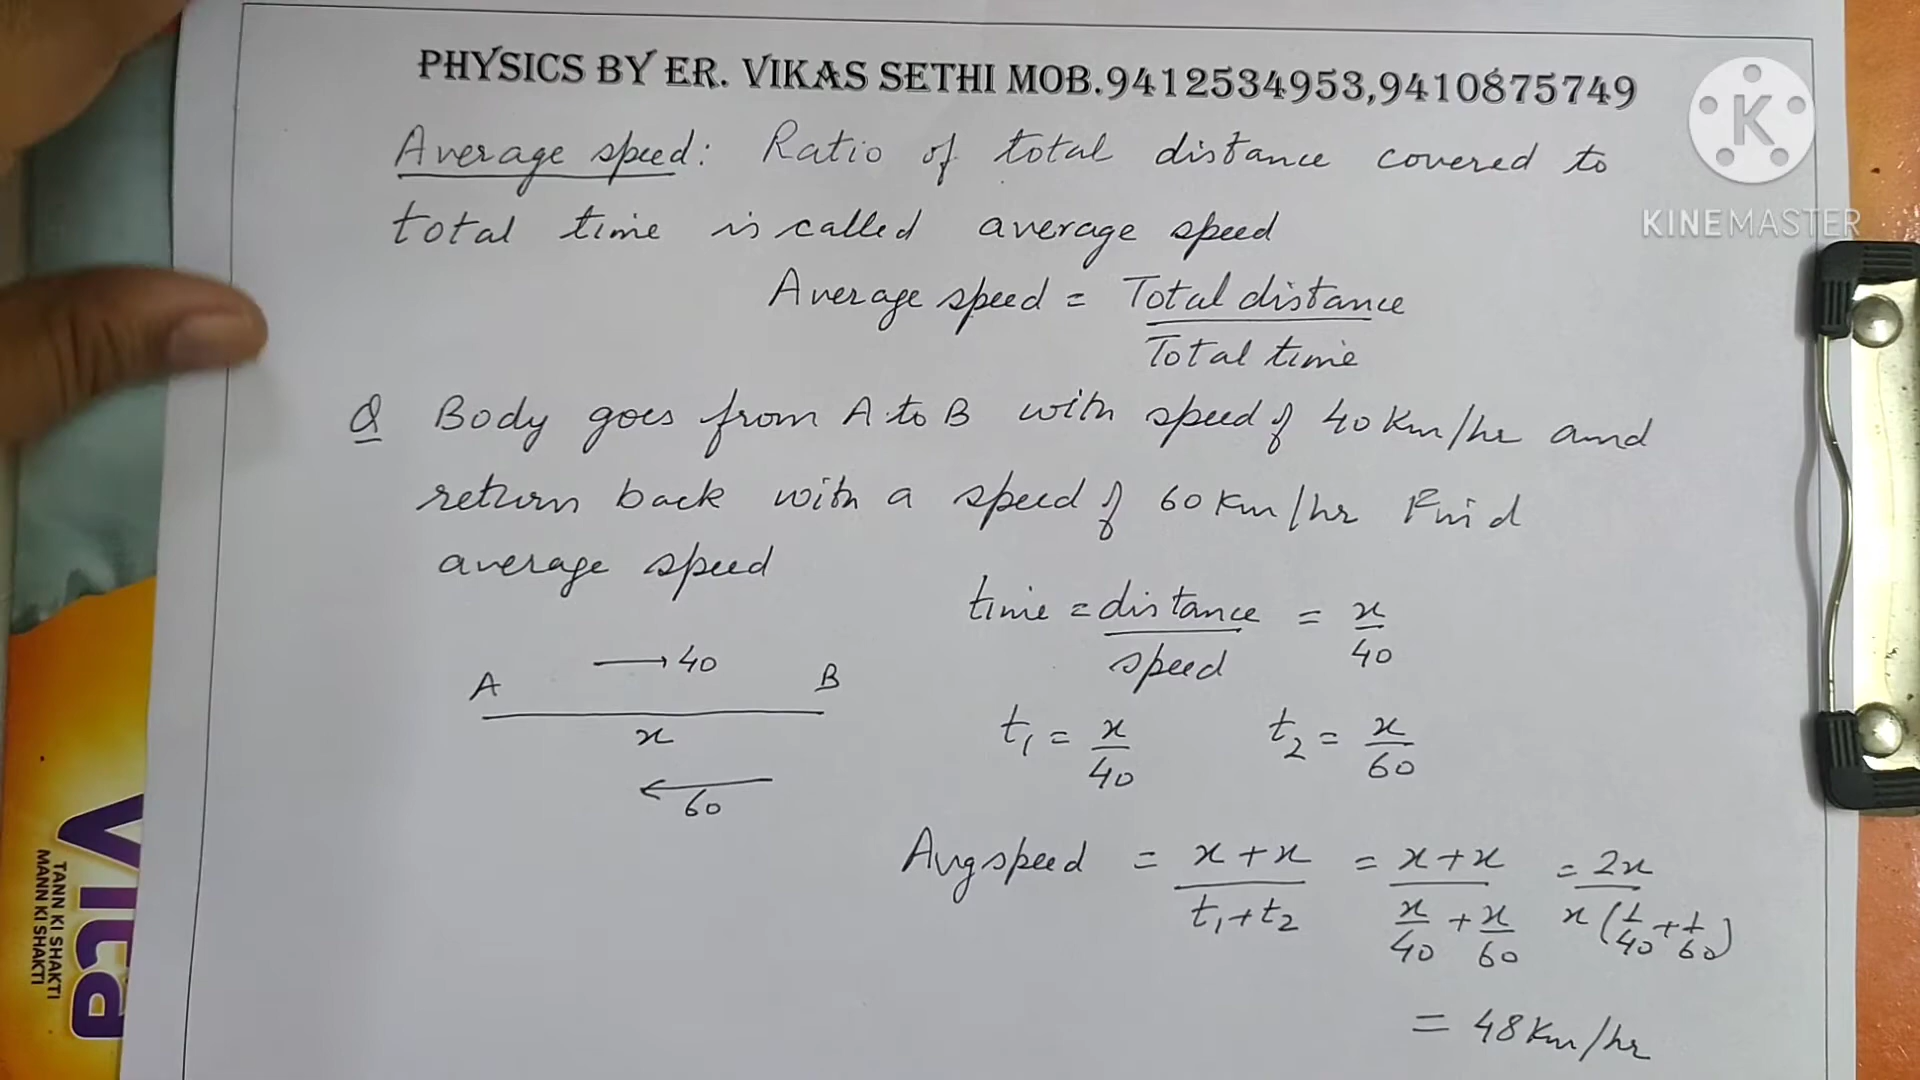 PHYSICS BY ER. VIKAS SETHI MOB.9412534953,9410875749
K
KINEMASTER
Average speed: Ratio of total distance covered to
total time is called average speed
Average speed = Total distance
Total time
Q Body goes from A to B with speed of 40 Km/hr and
return back with a speed of 60 Km/hr Find
average speed
time = distance/speed = x/40
A → 40 B
x
← 60
t₁ = x/40 t₂ = x/60
Avg speed = x + x / t₁ + t₂ = x + x / x/40 + x/60 = 2x / x(1/40 + 1/60)
= 48 Km/hr
Vita
TANN KI SHAKTI
MANN KI SHAKTI